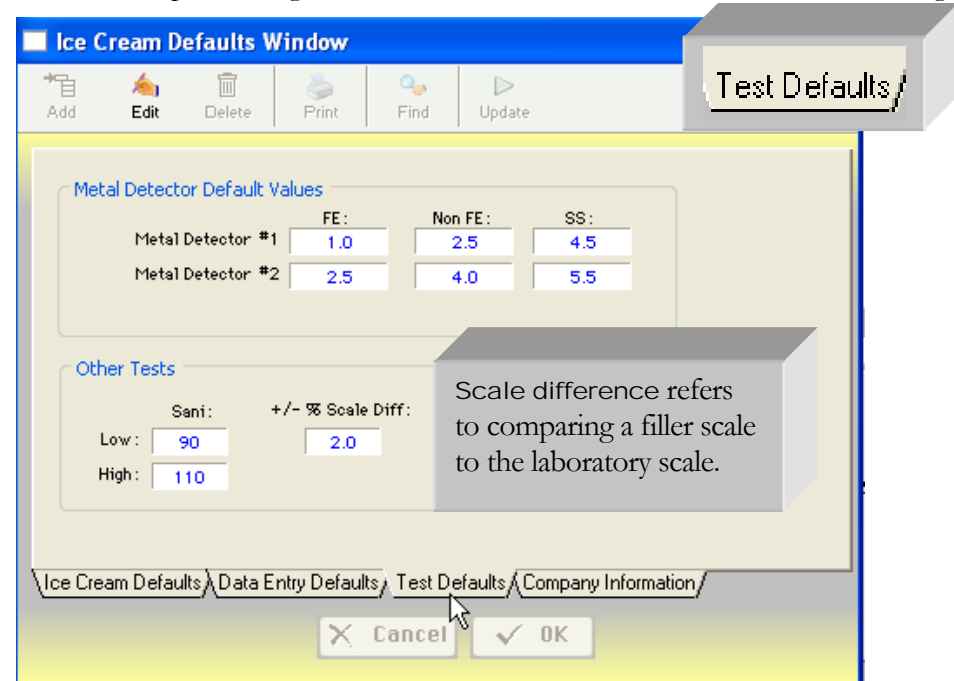 Ice Cream Defaults Window
Test Defaults
Add Edit Delete Print Find Update
Metal Detector Default Values
FE: Non FE: SS:
Metal Detector #1 1.0 2.5 4.5
Metal Detector #2 2.5 4.0 5.5
Other Tests
Sani: +/- % Scale Diff:
Low: 90 2.0
High: 110
Scale difference refers
to comparing a filler scale
to the laboratory scale.
Ice Cream Defaults Data Entry Defaults Test Defaults Company Information
Cancel OK